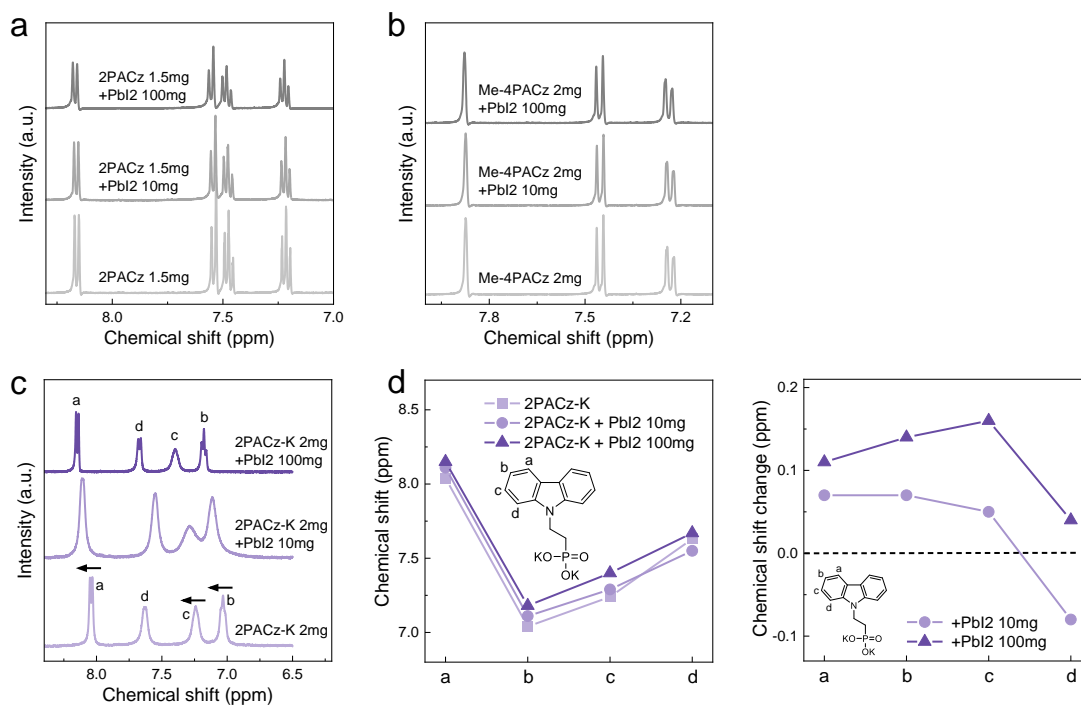 a
Intensity (a.u.)
2PACz 1.5mg
+PbI2 100mg
2PACz 1.5mg
+PbI2 10mg
2PACz 1.5mg
8.0
7.5
7.0
Chemical shift (ppm)
b
Intensity (a.u.)
Me-4PACz 2mg
+PbI2 100mg
Me-4PACz 2mg
+PbI2 10mg
Me-4PACz 2mg
7.8
7.6
7.4
7.2
Chemical shift (ppm)
c
Intensity (a.u.)
a
d
c
b
2PACz-K 2mg
+PbI2 100mg
2PACz-K 2mg
+PbI2 10mg
a
c
b
2PACz-K 2mg
8.0
7.5
7.0
6.5
Chemical shift (ppm)
d
Chemical shift (ppm)
8.5
8.0
7.5
7.0
2PACz-K
2PACz-K + PbI2 10mg
2PACz-K + PbI2 100mg
a
b
c
d
N
KO-P=O
OK
a
b
c
d
Chemical shift change (ppm)
0.2
0.1
0.0
-0.1
a
b
c
d
N
KO-P=O
OK
+PbI2 10mg
+PbI2 100mg
a
b
c
d